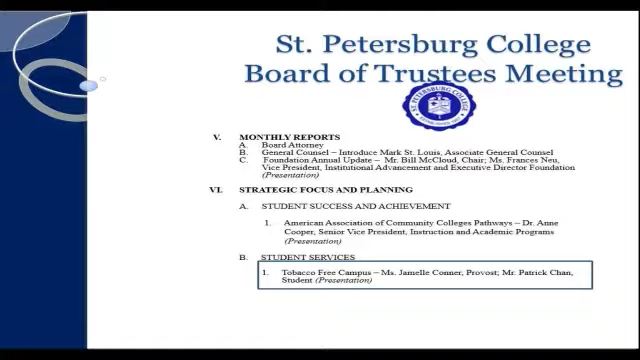 St. Petersburg College
Board of Trustees Meeting
ST. PETERSBURG COLLEGE
V. MONTHLY REPORTS
A. Board Attorney
B. General Counsel – Introduce Mark St. Louis, Associate General Counsel
C. Foundation Annual Update – Mr. Bill McCloud, Chair; Ms. Frances Neu,
Vice President, Institutional Advancement and Executive Director Foundation
(Presentation)
VI. STRATEGIC FOCUS AND PLANNING
A. STUDENT SUCCESS AND ACHIEVEMENT
1. American Association of Community Colleges Pathways – Dr. Anne
Cooper, Senior Vice President, Instruction and Academic Programs
(Presentation)
B. STUDENT SERVICES
1. Tobacco Free Campus – Ms. Jamelle Conner, Provost; Mr. Patrick Chan,
Student (Presentation)